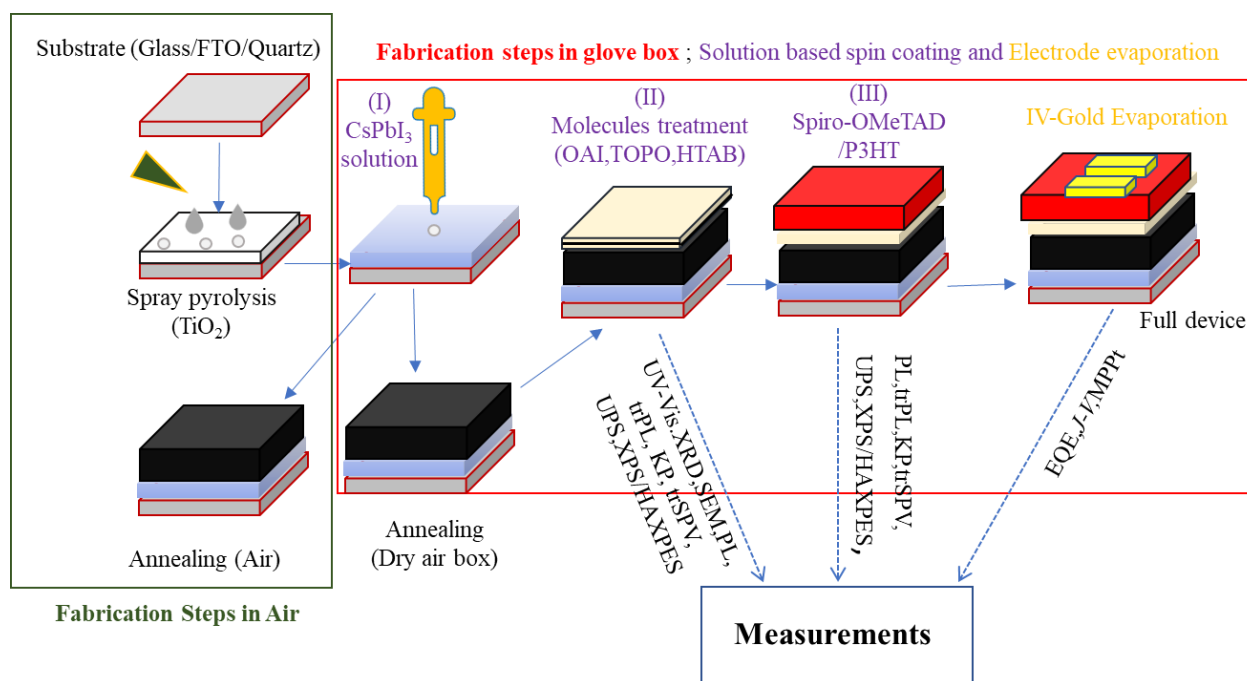 Substrate (Glass/FTO/Quartz)
Spray pyrolysis
(TiO2)
Annealing (Air)
Fabrication Steps in Air
Fabrication steps in glove box ; Solution based spin coating and Electrode evaporation
(I)
CsPbI3
solution
Annealing
(Dry air box)
(II)
Molecules treatment
(OAI,TOPO,HTAB)
(III)
Spiro-OMeTAD
/P3HT
IV-Gold Evaporation
Full device
UV-Vis.XRD,SEM,PL,
trPL, KP, trSPV,
UPS,XPS/HAXPES
PL,trPL,KP,trSPV,
UPS,XPS/HAXPES,
EQE,J-V,MPPt
Measurements